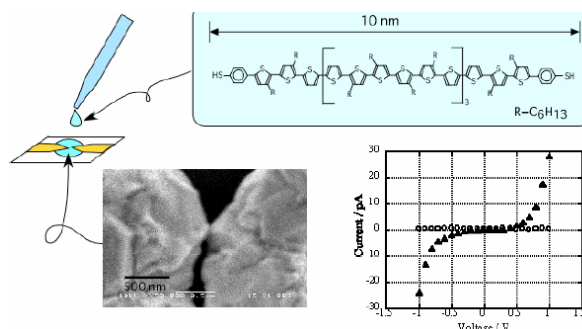 10 nm
R
R
R
R
R
HS
SH
R
R
R
R
R
3
R–C6H13
500 nm
Current / pA
30
20
10
0
10
20
30
-1.5
-1
-0.5
0
0.5
1
1.5
Voltage / V